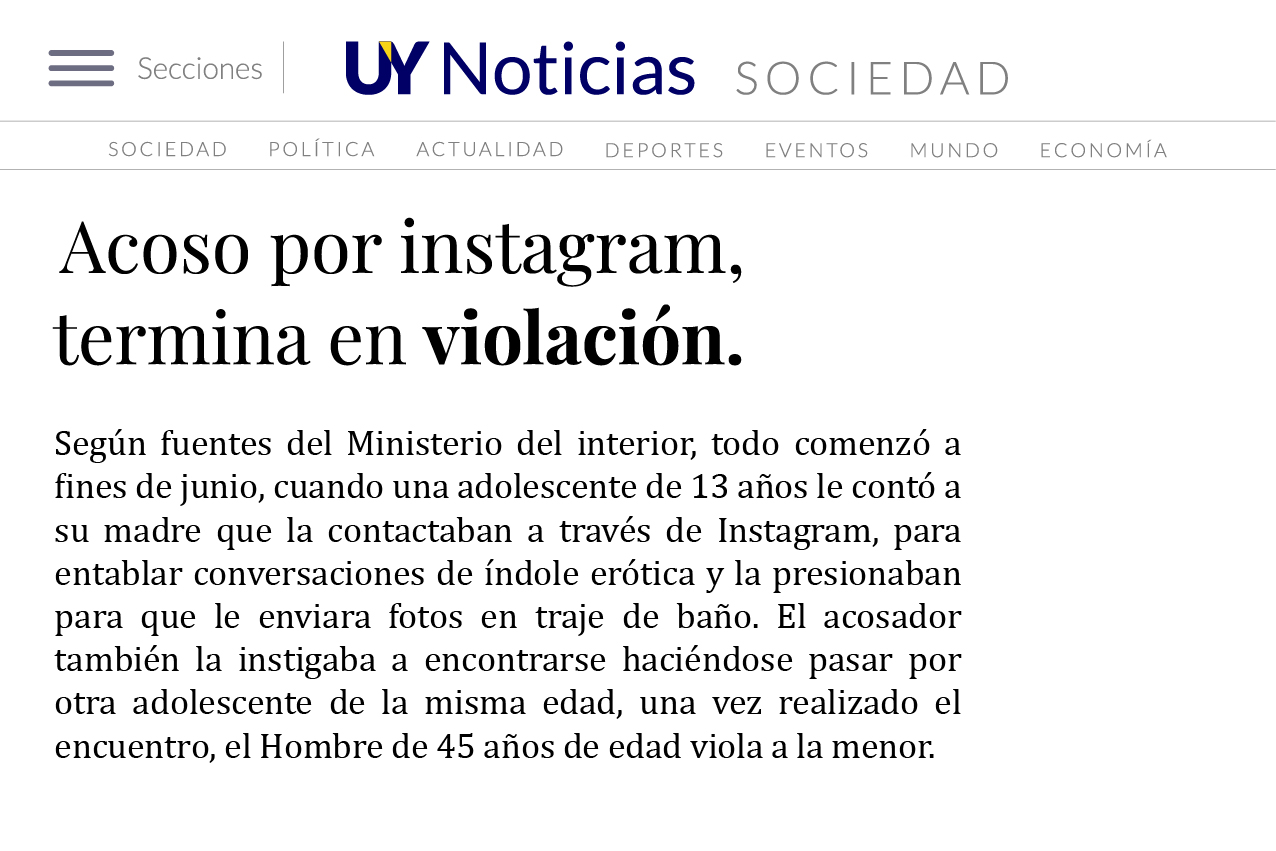 Secciones
UY Noticias SOCIEDAD
SOCIEDAD POLÍTICA ACTUALIDAD DEPORTES EVENTOS MUNDO ECONOMÍA
Acoso por instagram,
termina en violación.
Según fuentes del Ministerio del interior, todo comenzó a
fines de junio, cuando una adolescente de 13 años le contó a
su madre que la contactaban a través de Instagram, para
entablar conversaciones de índole erótica y la presionaban
para que le enviara fotos en traje de baño. El acosador
también la instigaba a encontrarse haciéndose pasar por
otra adolescente de la misma edad, una vez realizado el
encuentro, el Hombre de 45 años de edad viola a la menor.